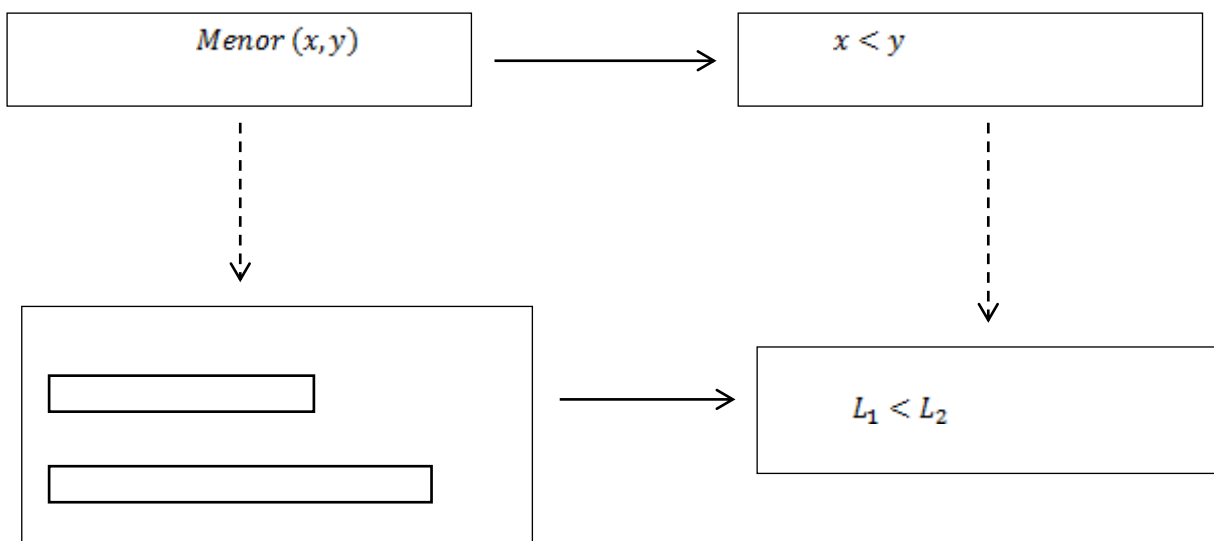 Menor (x, y)
x < y
L₁ < L₂